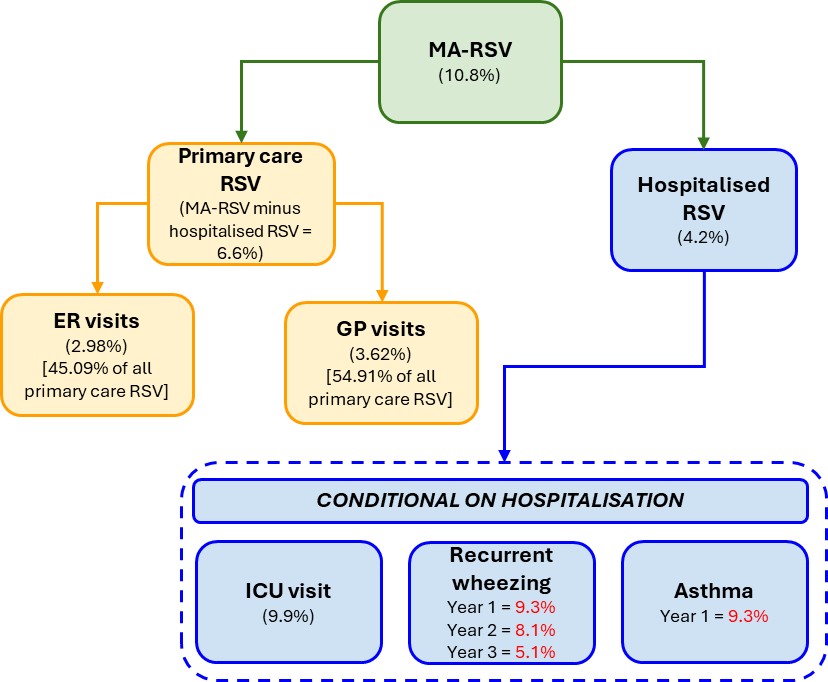 MA-RSV
(10.8%)
Primary care
RSV
(MA-RSV minus
hospitalised RSV =
6.6%)
Hospitalised
RSV
(4.2%)
ER visits
(2.98%)
[45.09% of all
primary care RSV]
GP visits
(3.62%)
[54.91% of all
primary care RSV]
CONDITIONAL ON HOSPITALISATION
ICU visit
(9.9%)
Recurrent
wheezing
Year 1 = 9.3%
Year 2 = 8.1%
Year 3 = 5.1%
Asthma
Year 1 = 9.3%